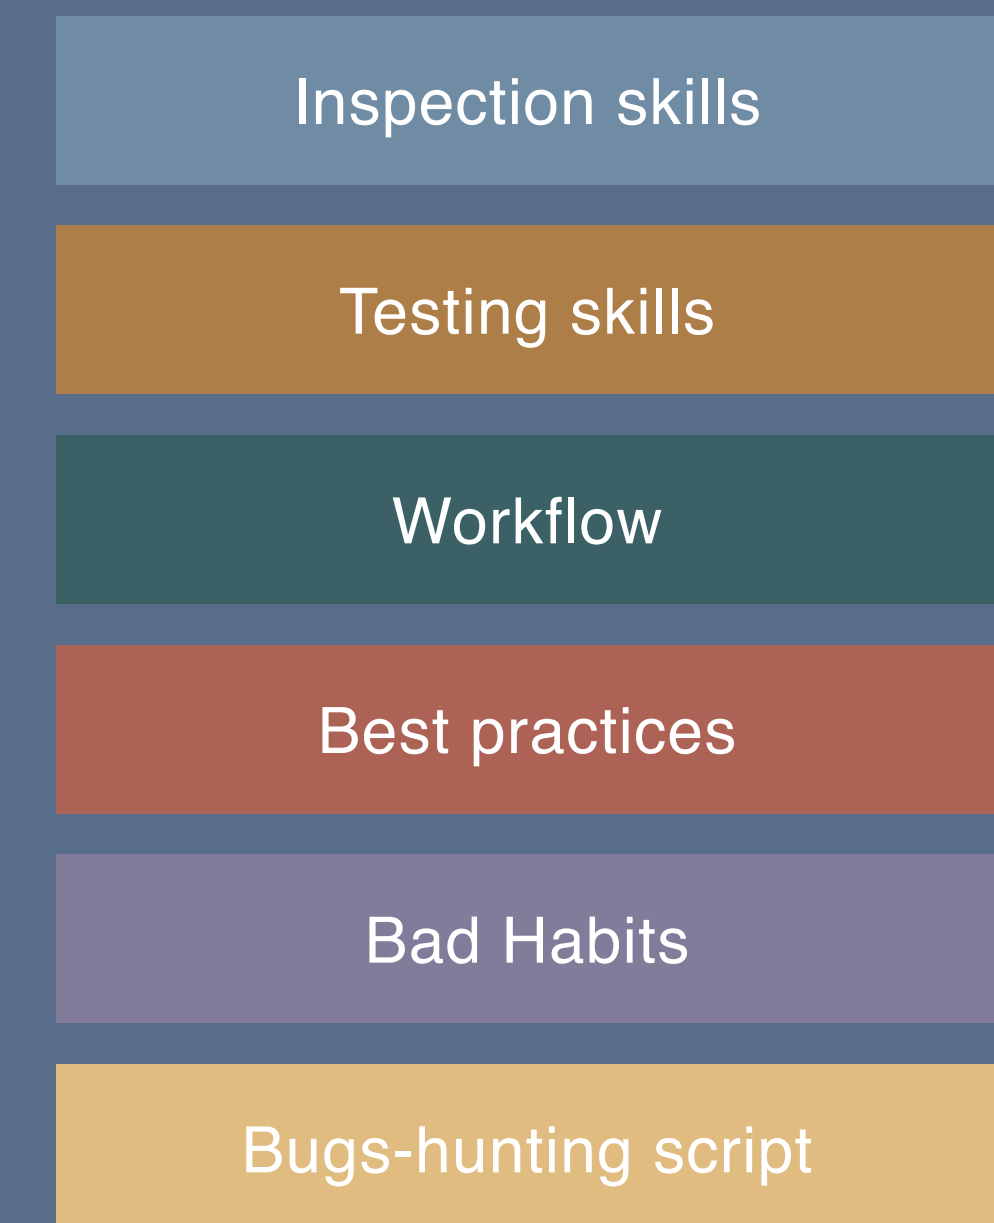 Inspection skills
Testing skills
Workflow
Best practices
Bad Habits
Bugs-hunting script